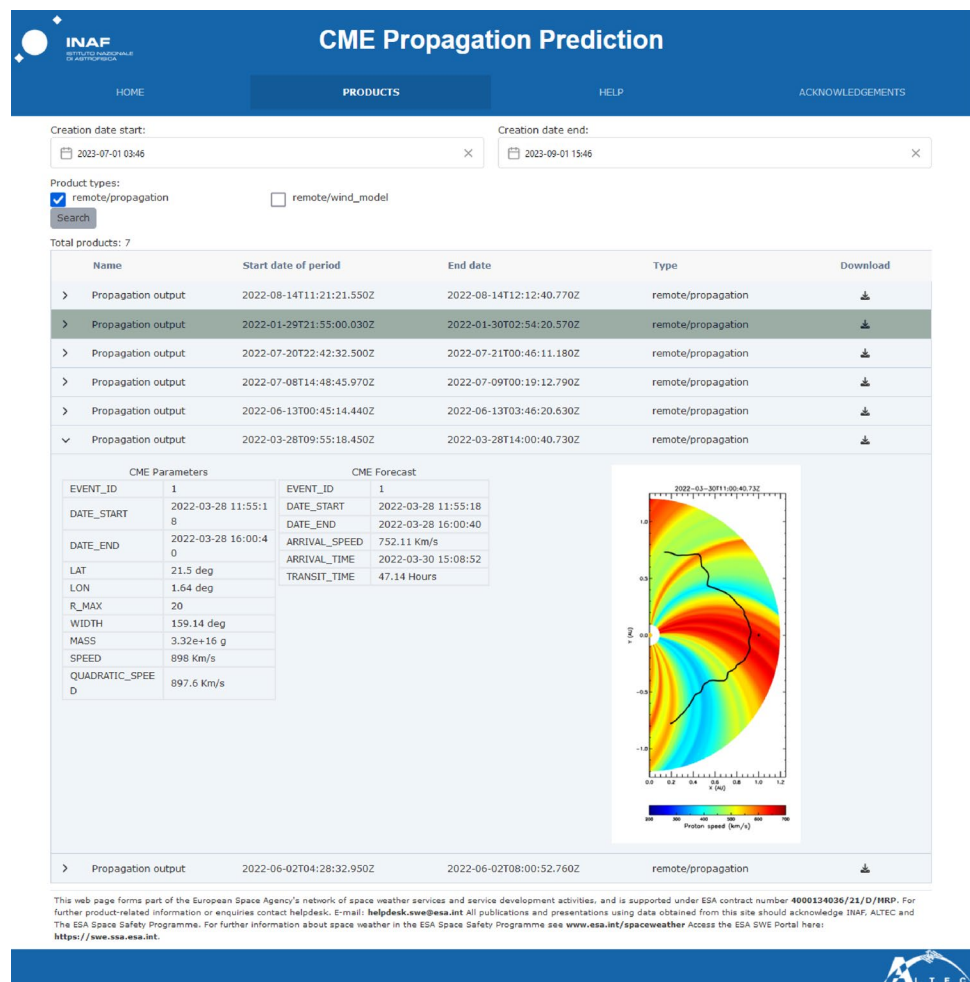 INAF
ISTITUTO NAZIONALE
DI ASTROFISICA
CME Propagation Prediction
HOME PRODUCTS HELP ACKNOWLEDGEMENTS
Creation date start: Creation date end:
2023-07-01 03:46 2023-09-01 15:46
Product types:
remote/propagation remote/wind_model
Search
Total products: 7
Name Start date of period End date Type Download
Propagation output 2022-08-14T11:21:21.550Z 2022-08-14T12:12:40.770Z remote/propagation
Propagation output 2022-01-29T21:55:00.030Z 2022-01-30T02:54:20.570Z remote/propagation
Propagation output 2022-07-20T22:42:32.500Z 2022-07-21T00:46:11.180Z remote/propagation
Propagation output 2022-07-08T14:48:45.970Z 2022-07-09T00:19:12.790Z remote/propagation
Propagation output 2022-06-13T00:45:14.440Z 2022-06-13T03:46:20.630Z remote/propagation
Propagation output 2022-03-28T09:55:18.450Z 2022-03-28T14:00:40.730Z remote/propagation
CME Parameters
EVENT_ID 1
DATE_START 2022-03-28 11:55:1
8
DATE_END 2022-03-28 16:00:4
0
LAT 21.5 deg
LON 1.64 deg
R_MAX 20
WIDTH 159.14 deg
MASS 3.32e+16 g
SPEED 898 Km/s
QUADRATIC_SPEE
D 897.6 Km/s
CME Forecast
EVENT_ID 1
DATE_START 2022-03-28 11:55:18
DATE_END 2022-03-28 16:00:40
ARRIVAL_SPEED 752.11 Km/s
ARRIVAL_TIME 2022-03-30 15:08:52
TRANSIT_TIME 47.14 Hours
2022-03-30T11:00:40.73Z
1.0
0.5
Y (AU)
0.0
-0.5
-1.0
0.0 0.2 0.4 0.6 0.8 1.0 1.2
X (AU)
200 300 400 500 600 700
Proton speed (km/s)
Propagation output 2022-06-02T04:28:32.950Z 2022-06-02T08:00:52.760Z remote/propagation
This web page forms part of the European Space Agency's network of space weather services and service development activities, and is supported under ESA contract number 4000134036/21/D/MRP. For
further product-related information or enquiries contact helpdesk. E-mail: helpdesk.swe@esa.int All publications and presentations using data obtained from this site should acknowledge INAF, ALTEC and
The ESA Space Safety Programme. For further information about space weather in the ESA Space Safety Programme see www.esa.int/spaceweather Access the ESA SWE Portal here:
https://swe.ssa.esa.int.
ALTEC